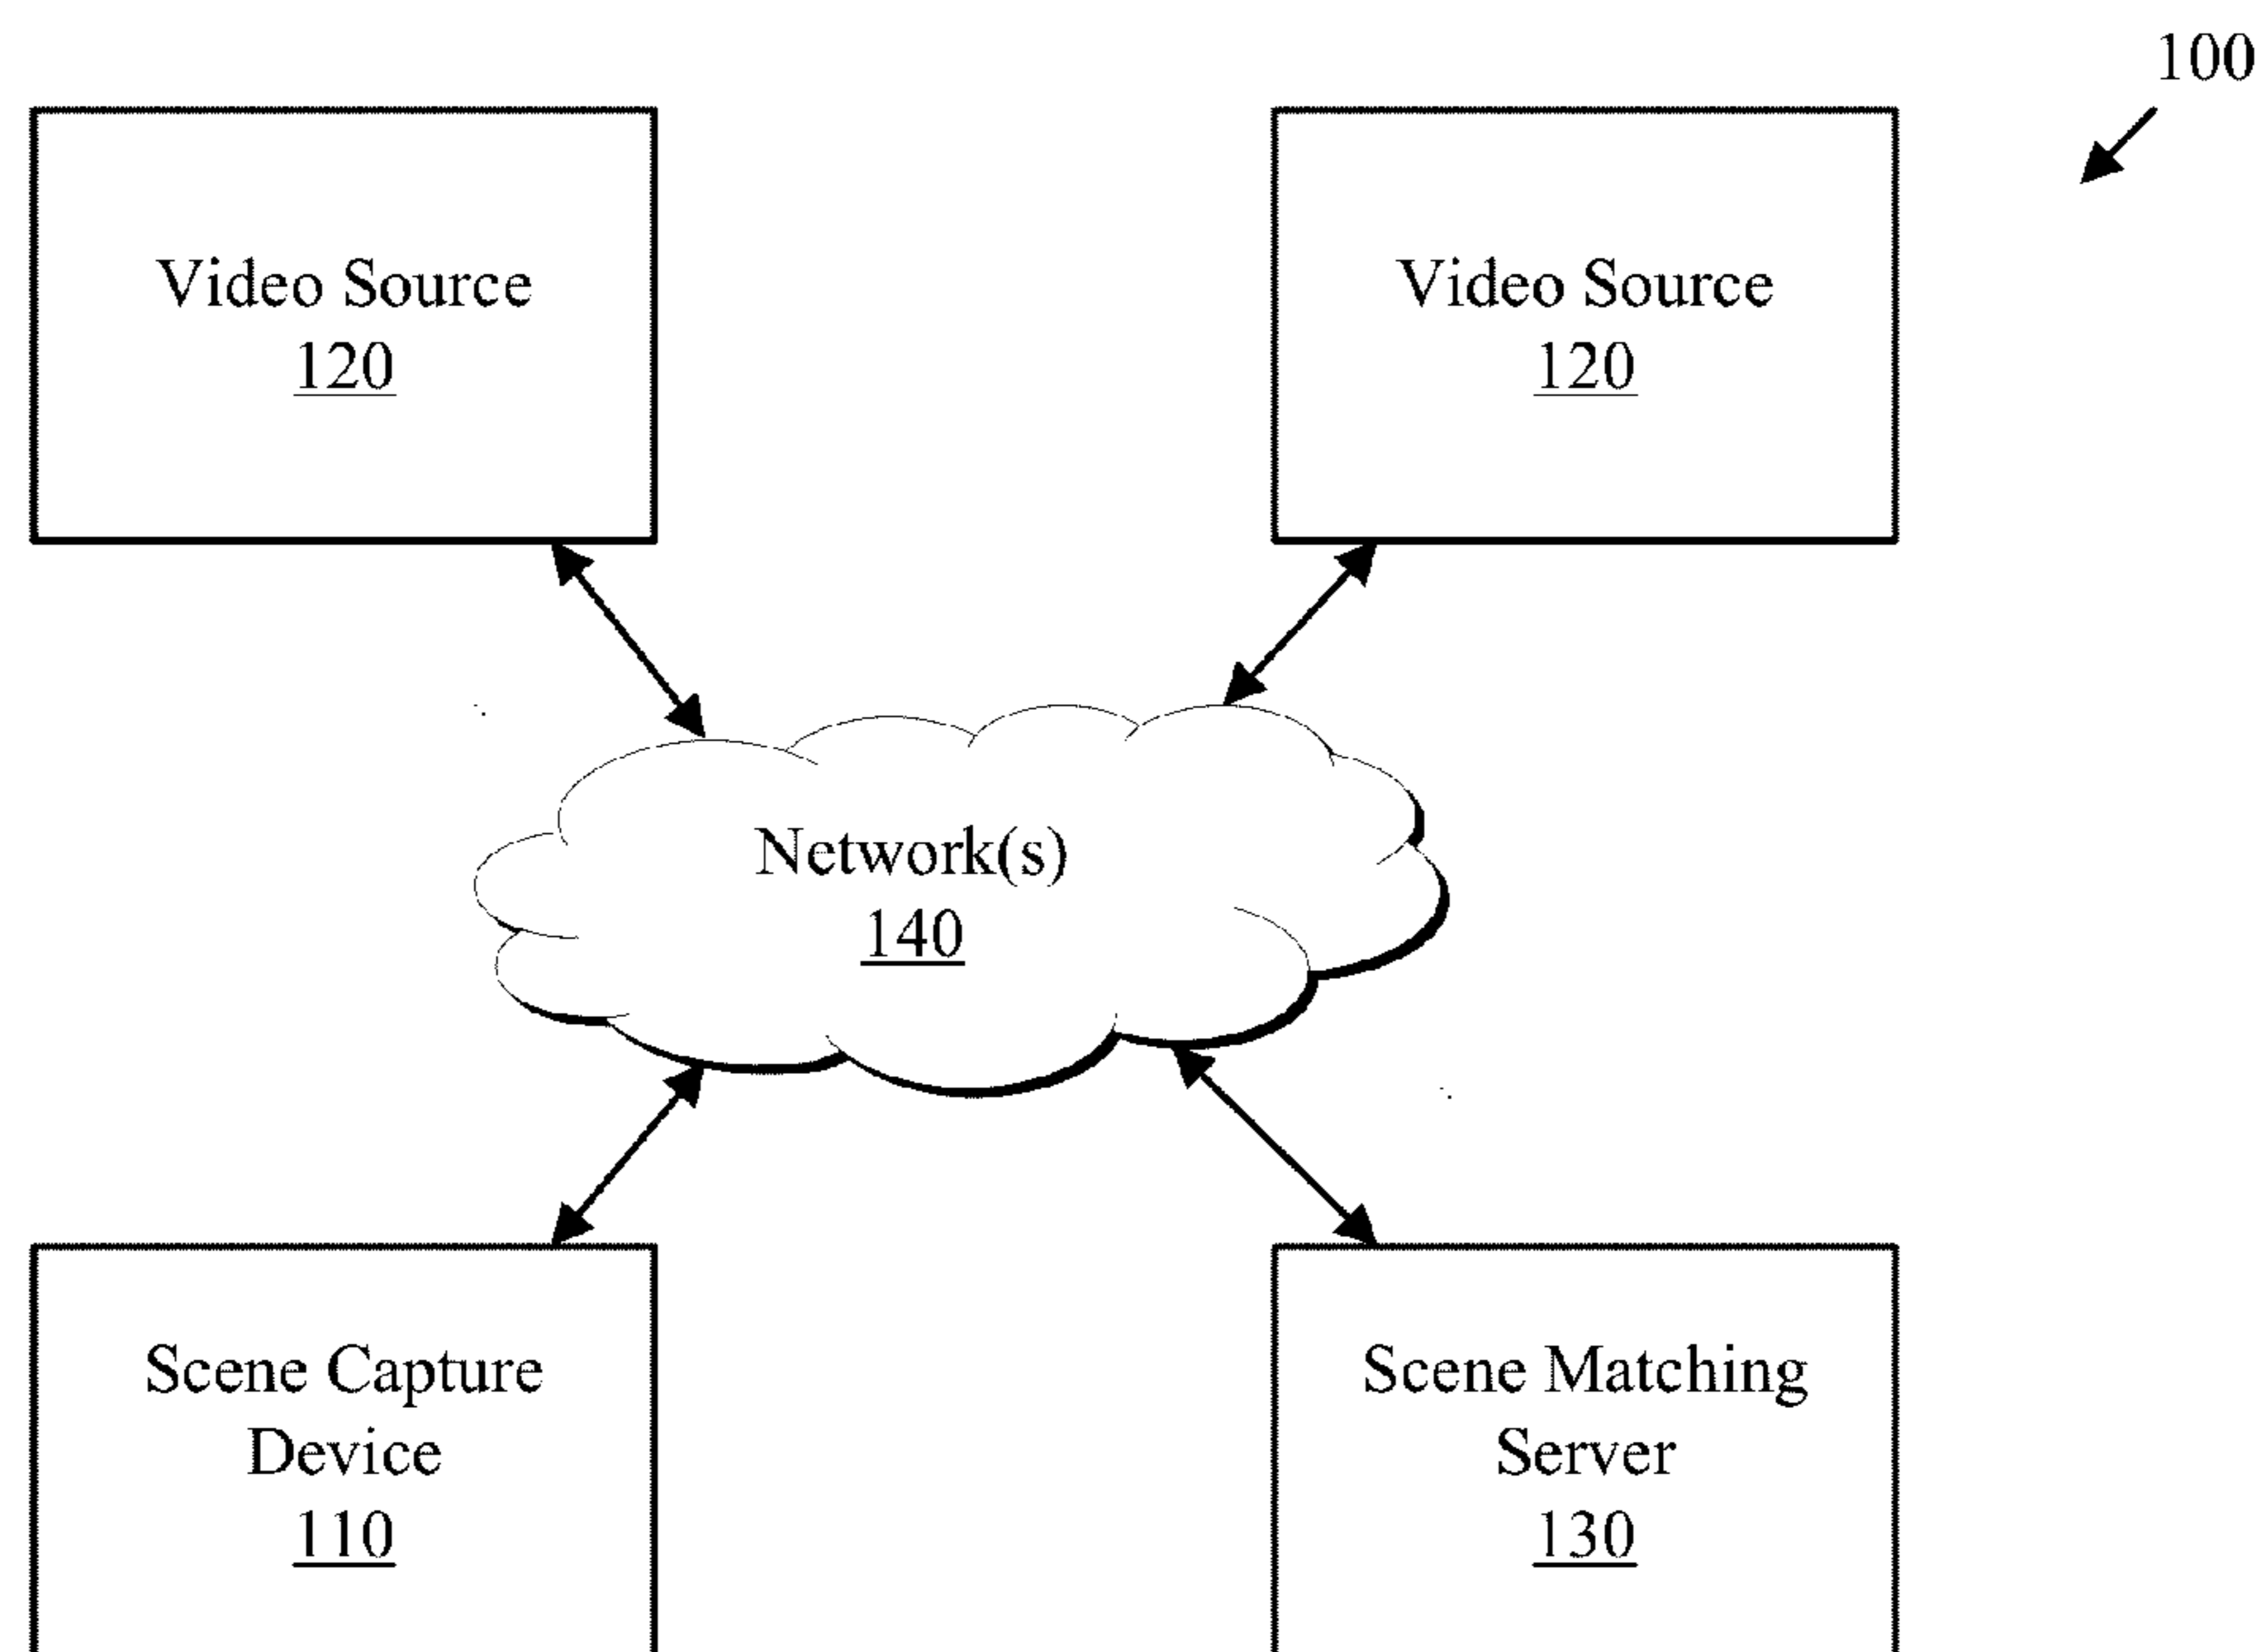 100
Video Source
120
Video Source
120
Network(s)
140
Scene Capture
Device
110
Scene Matching
Server
130